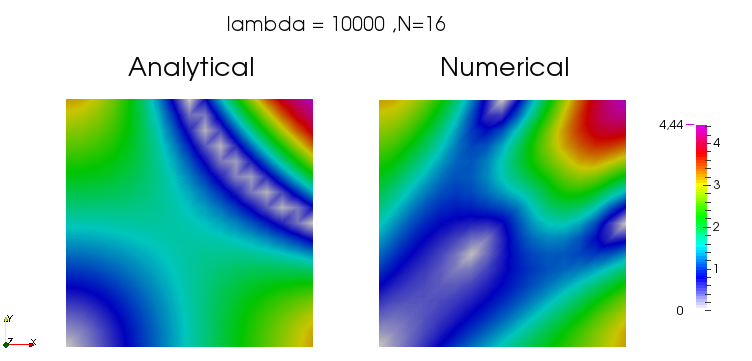 lambda = 10000 ,N=16
Analytical Numerical
4.44
4
3
2
1
0
Y
Z X